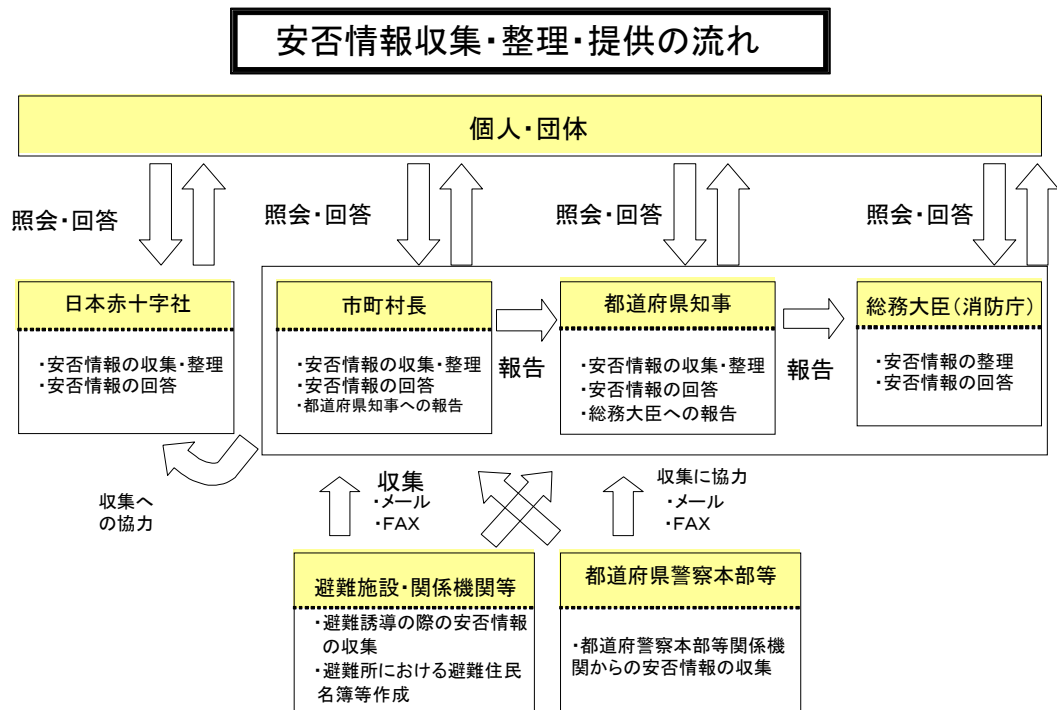 安否情報収集・整理・提供の流れ
個人・団体
照会・回答
照会・回答
照会・回答
照会・回答
日本赤十字社
・安否情報の収集・整理
・安否情報の回答
市町村長
・安否情報の収集・整理
・安否情報の回答
・都道府県知事への報告
報告
都道府県知事
・安否情報の収集・整理
・安否情報の回答
・総務大臣への報告
報告
総務大臣(消防庁)
・安否情報の整理
・安否情報の回答
収集へ
の協力
収集
・メール
・FAX
収集に協力
・メール
・FAX
避難施設・関係機関等
・避難誘導の際の安否情報
の収集
・避難所における避難住民
名簿等作成
都道府県警察本部等
・都道府警察本部等関係機
関からの安否情報の収集